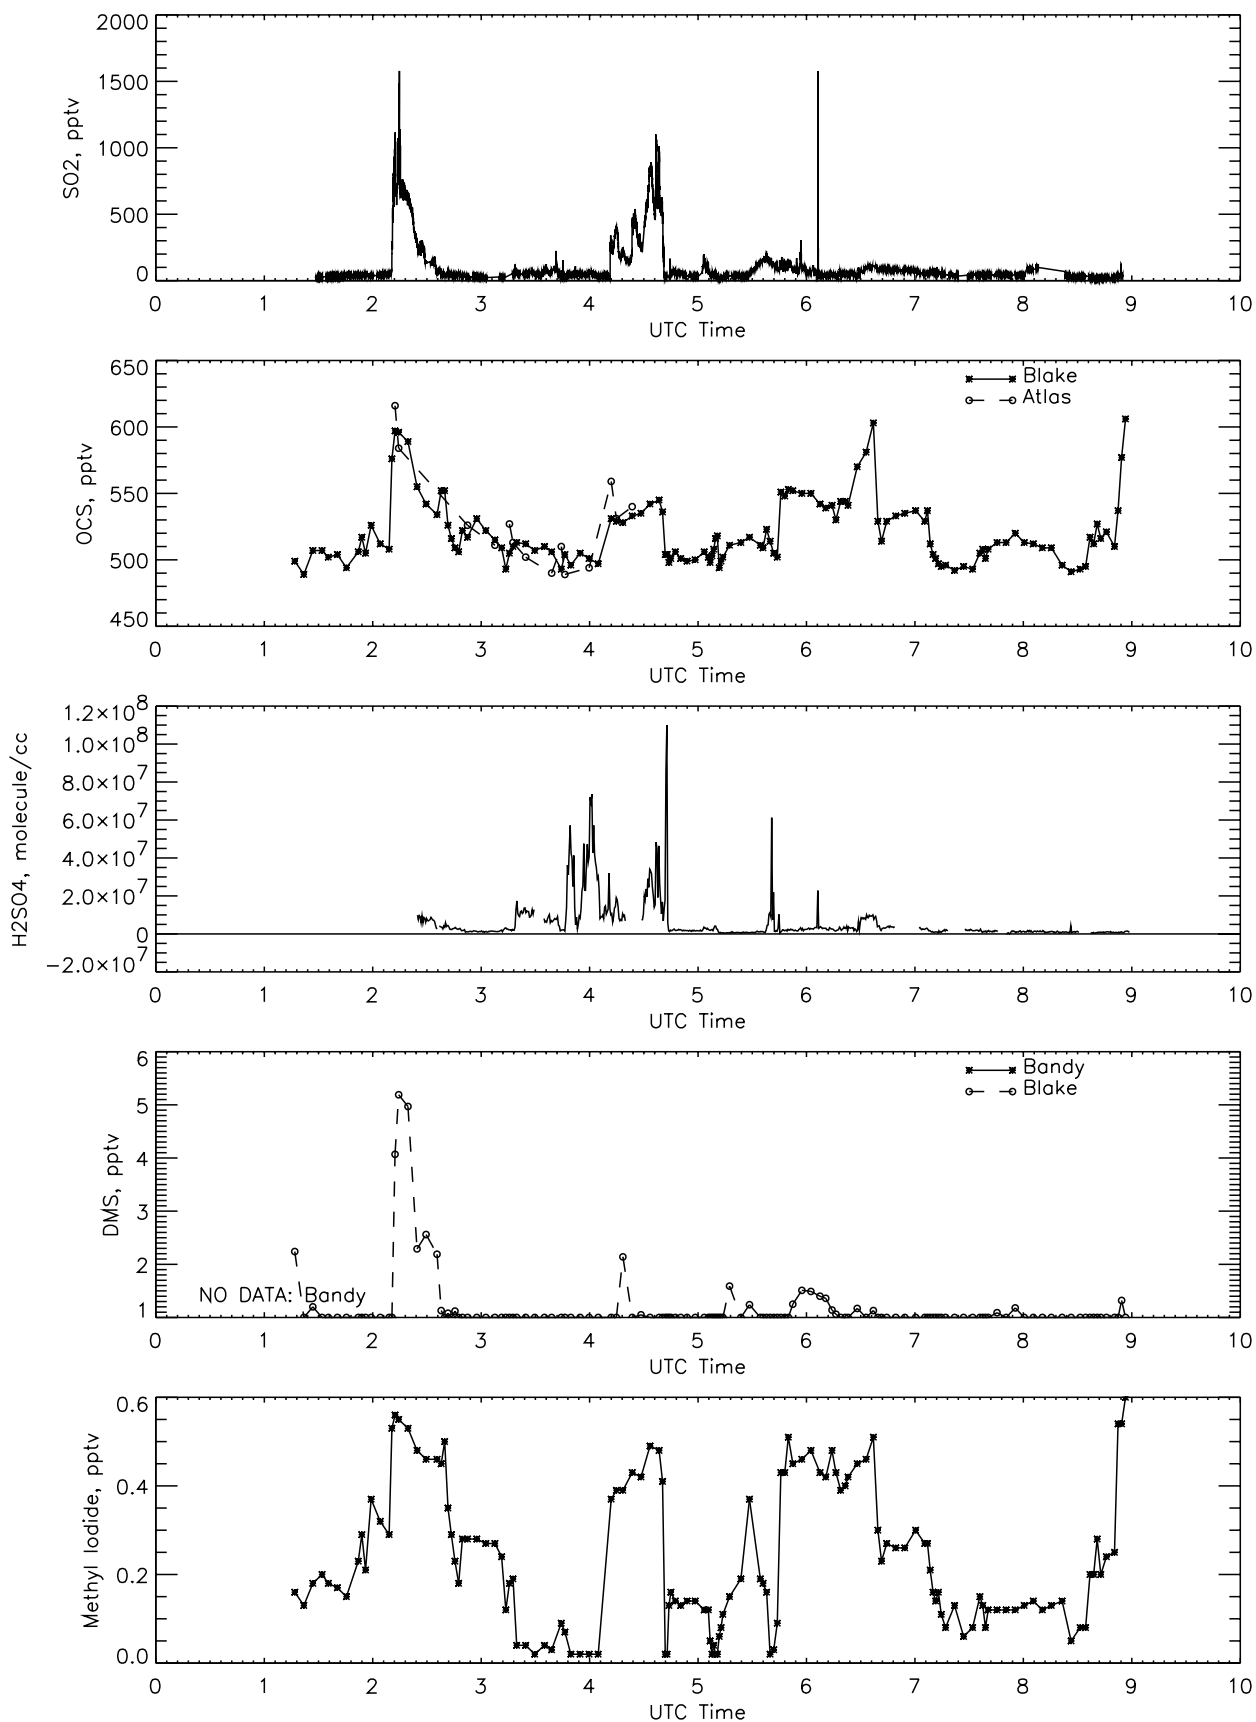 2000
1500
1000
500
0
SO2, pptv
0 1 2 3 4 5 6 7 8 9 10
UTC Time
650
600
550
500
450
OCS, pptv
Blake
Atlas
0 1 2 3 4 5 6 7 8 9 10
UTC Time
1.2×10^8
1.0×10^8
8.0×10^7
6.0×10^7
4.0×10^7
2.0×10^7
0
−2.0×10^7
H2SO4, molecule/cc
0 1 2 3 4 5 6 7 8 9 10
UTC Time
6
5
4
3
2
1
DMS, pptv
Bandy
Blake
NO DATA: Bandy
0 1 2 3 4 5 6 7 8 9 10
UTC Time
0.6
0.4
0.2
0.0
Methyl Iodide, pptv
0 1 2 3 4 5 6 7 8 9 10
UTC Time